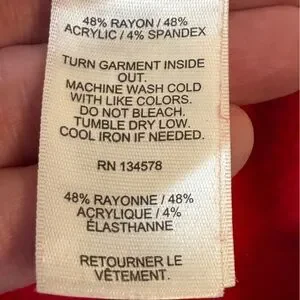 48% RAYON / 48%
ACRYLIC / 4% SPANDEX
TURN GARMENT INSIDE
OUT.
MACHINE WASH COLD
WITH LIKE COLORS.
DO NOT BLEACH.
TUMBLE DRY LOW.
COOL IRON IF NEEDED.
RN 134578
48% RAYONNE / 48%
ACRYLIQUE / 4%
ÉLASTHANNE
RETOURNER LE
VÊTEMENT.